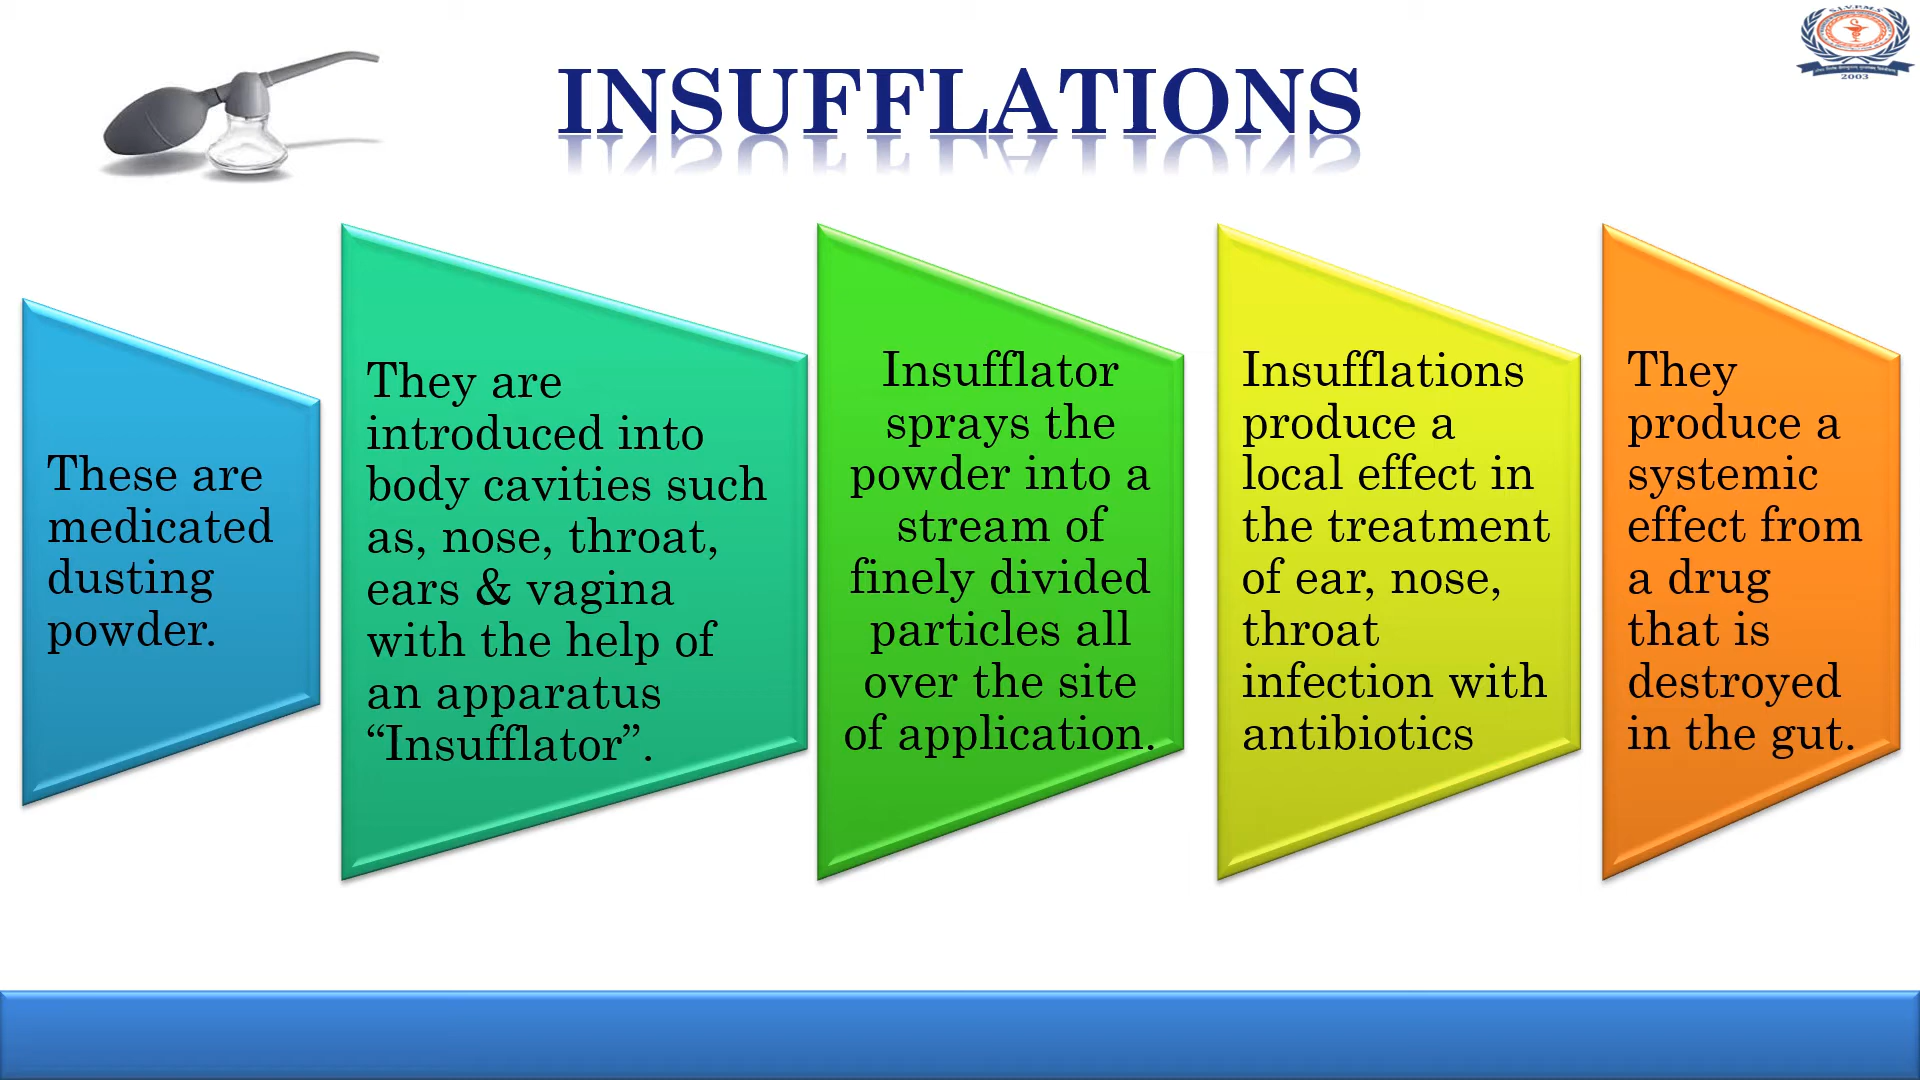 INSUFFLATIONS
S.I.V.P.M.S
2003
These are
medicated
dusting
powder.
They are
introduced into
body cavities such
as, nose, throat,
ears & vagina
with the help of
an apparatus
“Insufflator”.
Insufflator
sprays the
powder into a
stream of
finely divided
particles all
over the site
of application.
Insufflations
produce a
local effect in
the treatment
of ear, nose,
throat
infection with
antibiotics
They
produce a
systemic
effect from
a drug
that is
destroyed
in the gut.